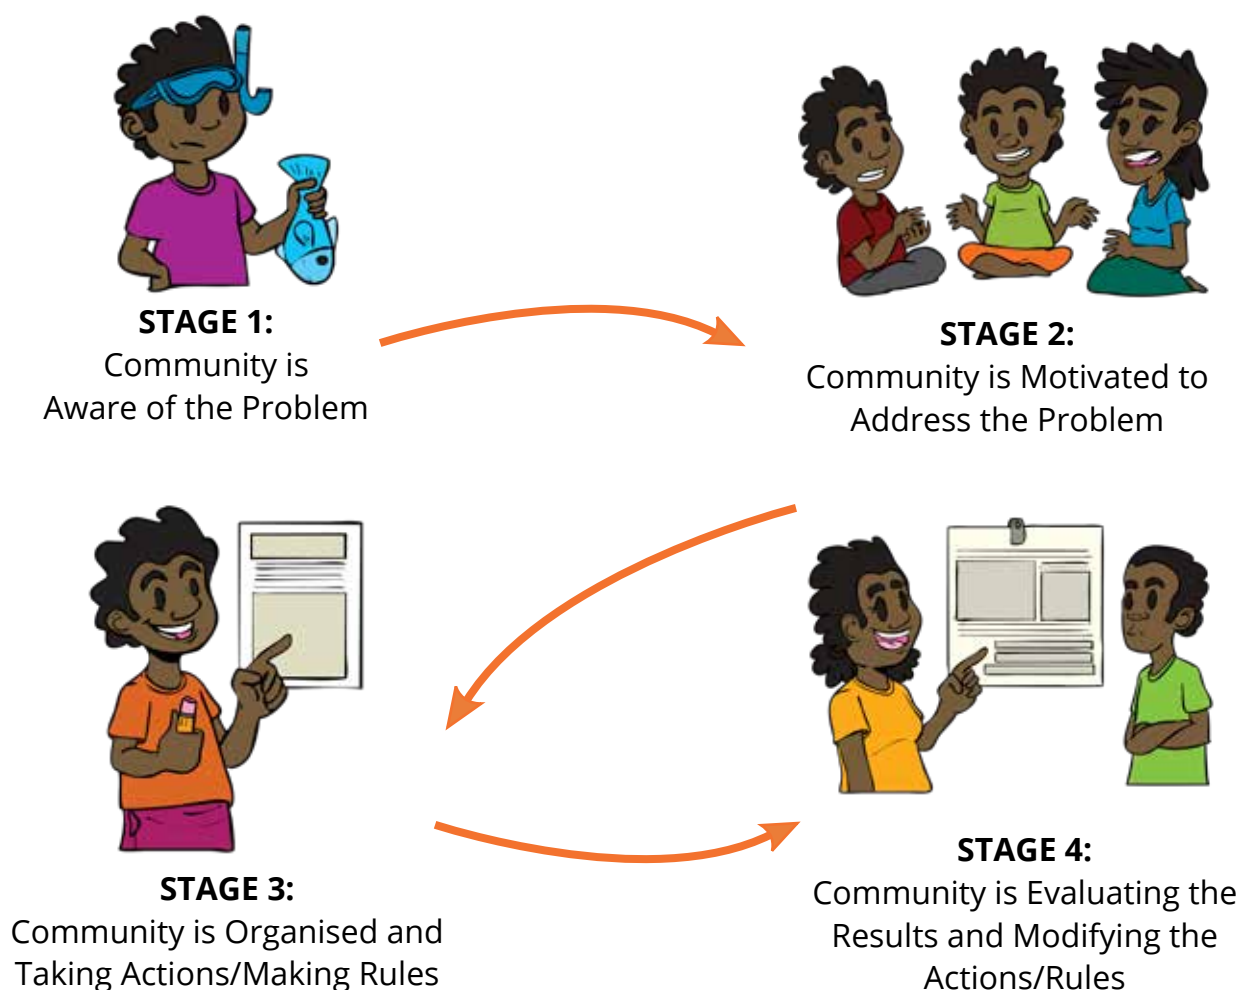 STAGE 1:
Community is
Aware of the Problem
STAGE 2:
Community is Motivated to
Address the Problem
STAGE 3:
Community is Organised and
Taking Actions/Making Rules
STAGE 4:
Community is Evaluating the
Results and Modifying the
Actions/Rules